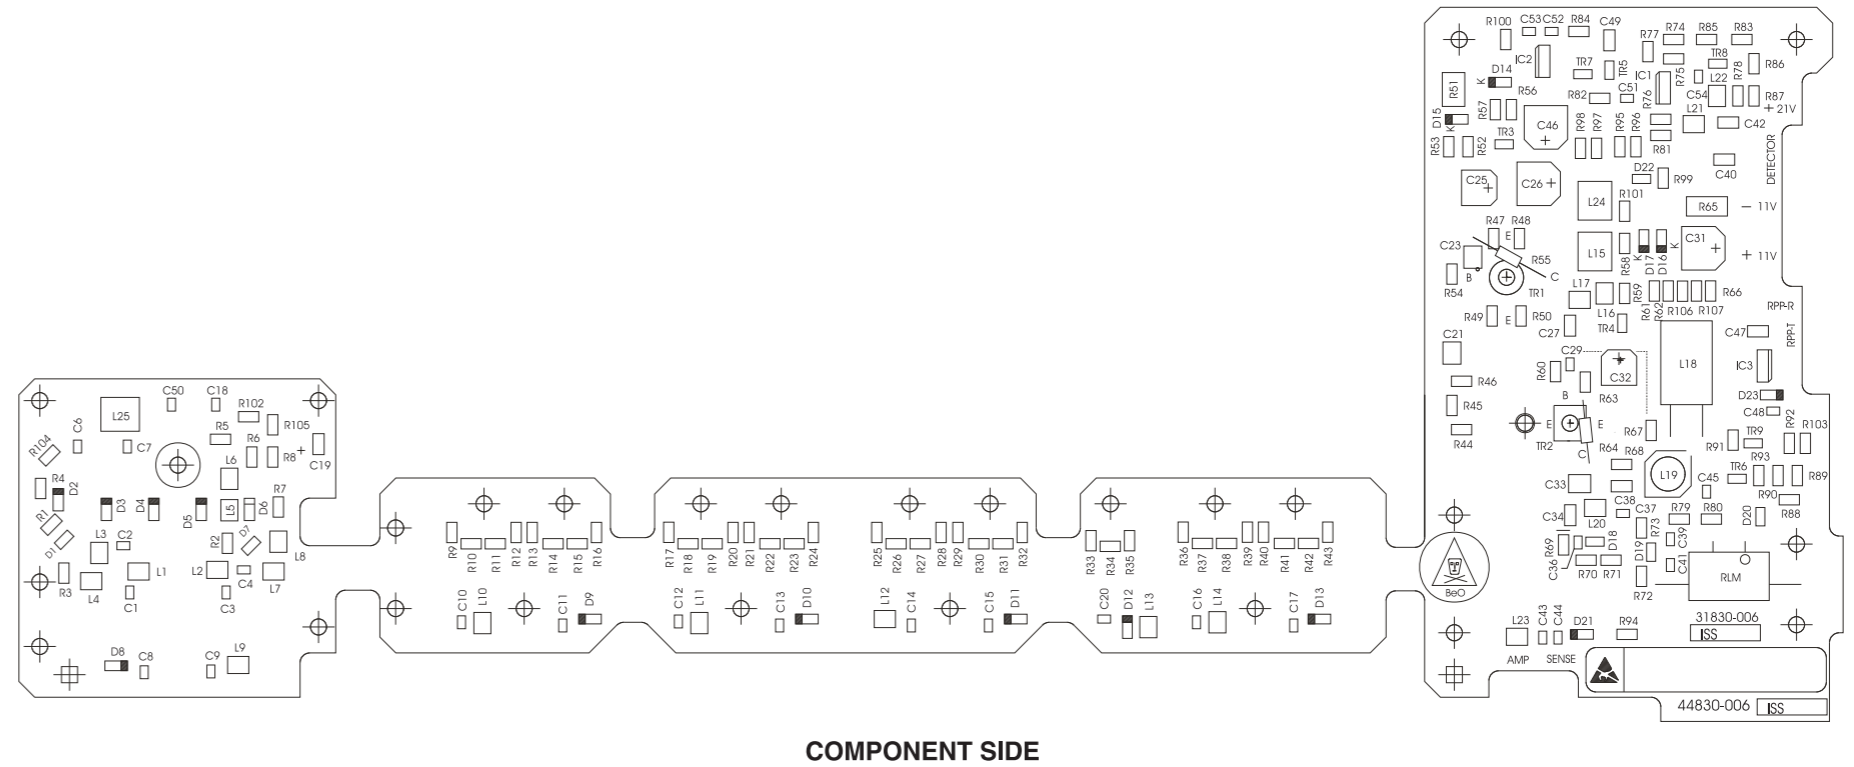 C50
C18
L25
R102
R105
C6
R5
R6
C7
R104
R8
+
C19
L6
R4
D2
D3
D4
D5
L5
D6
R7
R1
D1
L3
C2
R2
D7
L8
R3
L4
L1
C1
L2
C4
C3
L7
D8
C8
C9
L9
R9
R10
R11
R12
R13
R14
R15
R16
C10
L10
C11
D9
R17
R18
R19
R20
R21
R22
R23
R24
C12
L11
C13
D10
R25
R26
R27
R28
R29
R30
R31
R32
L12
C14
C15
D11
R33
R34
R35
C20
D12
L13
R36
R37
R38
R39
R40
R41
R42
R43
C16
L14
C17
D13
R100
C53
C52
R84
C49
R77
R74
R85
R83
IC2
D14
K
TR7
TR5
IC1
R75
TR8
R78
R86
R51
R56
R57
R82
C51
R76
C54
L22
R87
+ 21V
D15
K
R53
R52
TR3
C46
+
R98
R97
R95
R96
R81
L21
C42
DETECTOR
C40
D22
R99
C25
+
C26
+
L24
R101
R65
− 11V
R47
R48
E
C23
B
R55
C
R54
TR1
L15
R58
K
D17
D16
K
C31
+
+ 11V
L17
L16
R59
R61
R62
R106
R107
R66
RPP-R
R49
E
R50
C27
TR4
C21
C29
R60
+
C32
L18
C47
RPP-T
IC3
R46
R63
D23
R45
B
E
E
C48
R92
R103
R44
TR2
C
R64
R67
R68
R91
TR9
L19
TR6
R93
R89
C33
C45
R90
R88
C34
L20
C38
C37
R79
R80
D20
R73
R69
D18
D19
C39
C36
R70
R71
C41
R72
RLM
BeO
L23
C43
C44
D21
R94
31830-006
ISS
AMP
SENSE
44830-006
ISS
COMPONENT SIDE